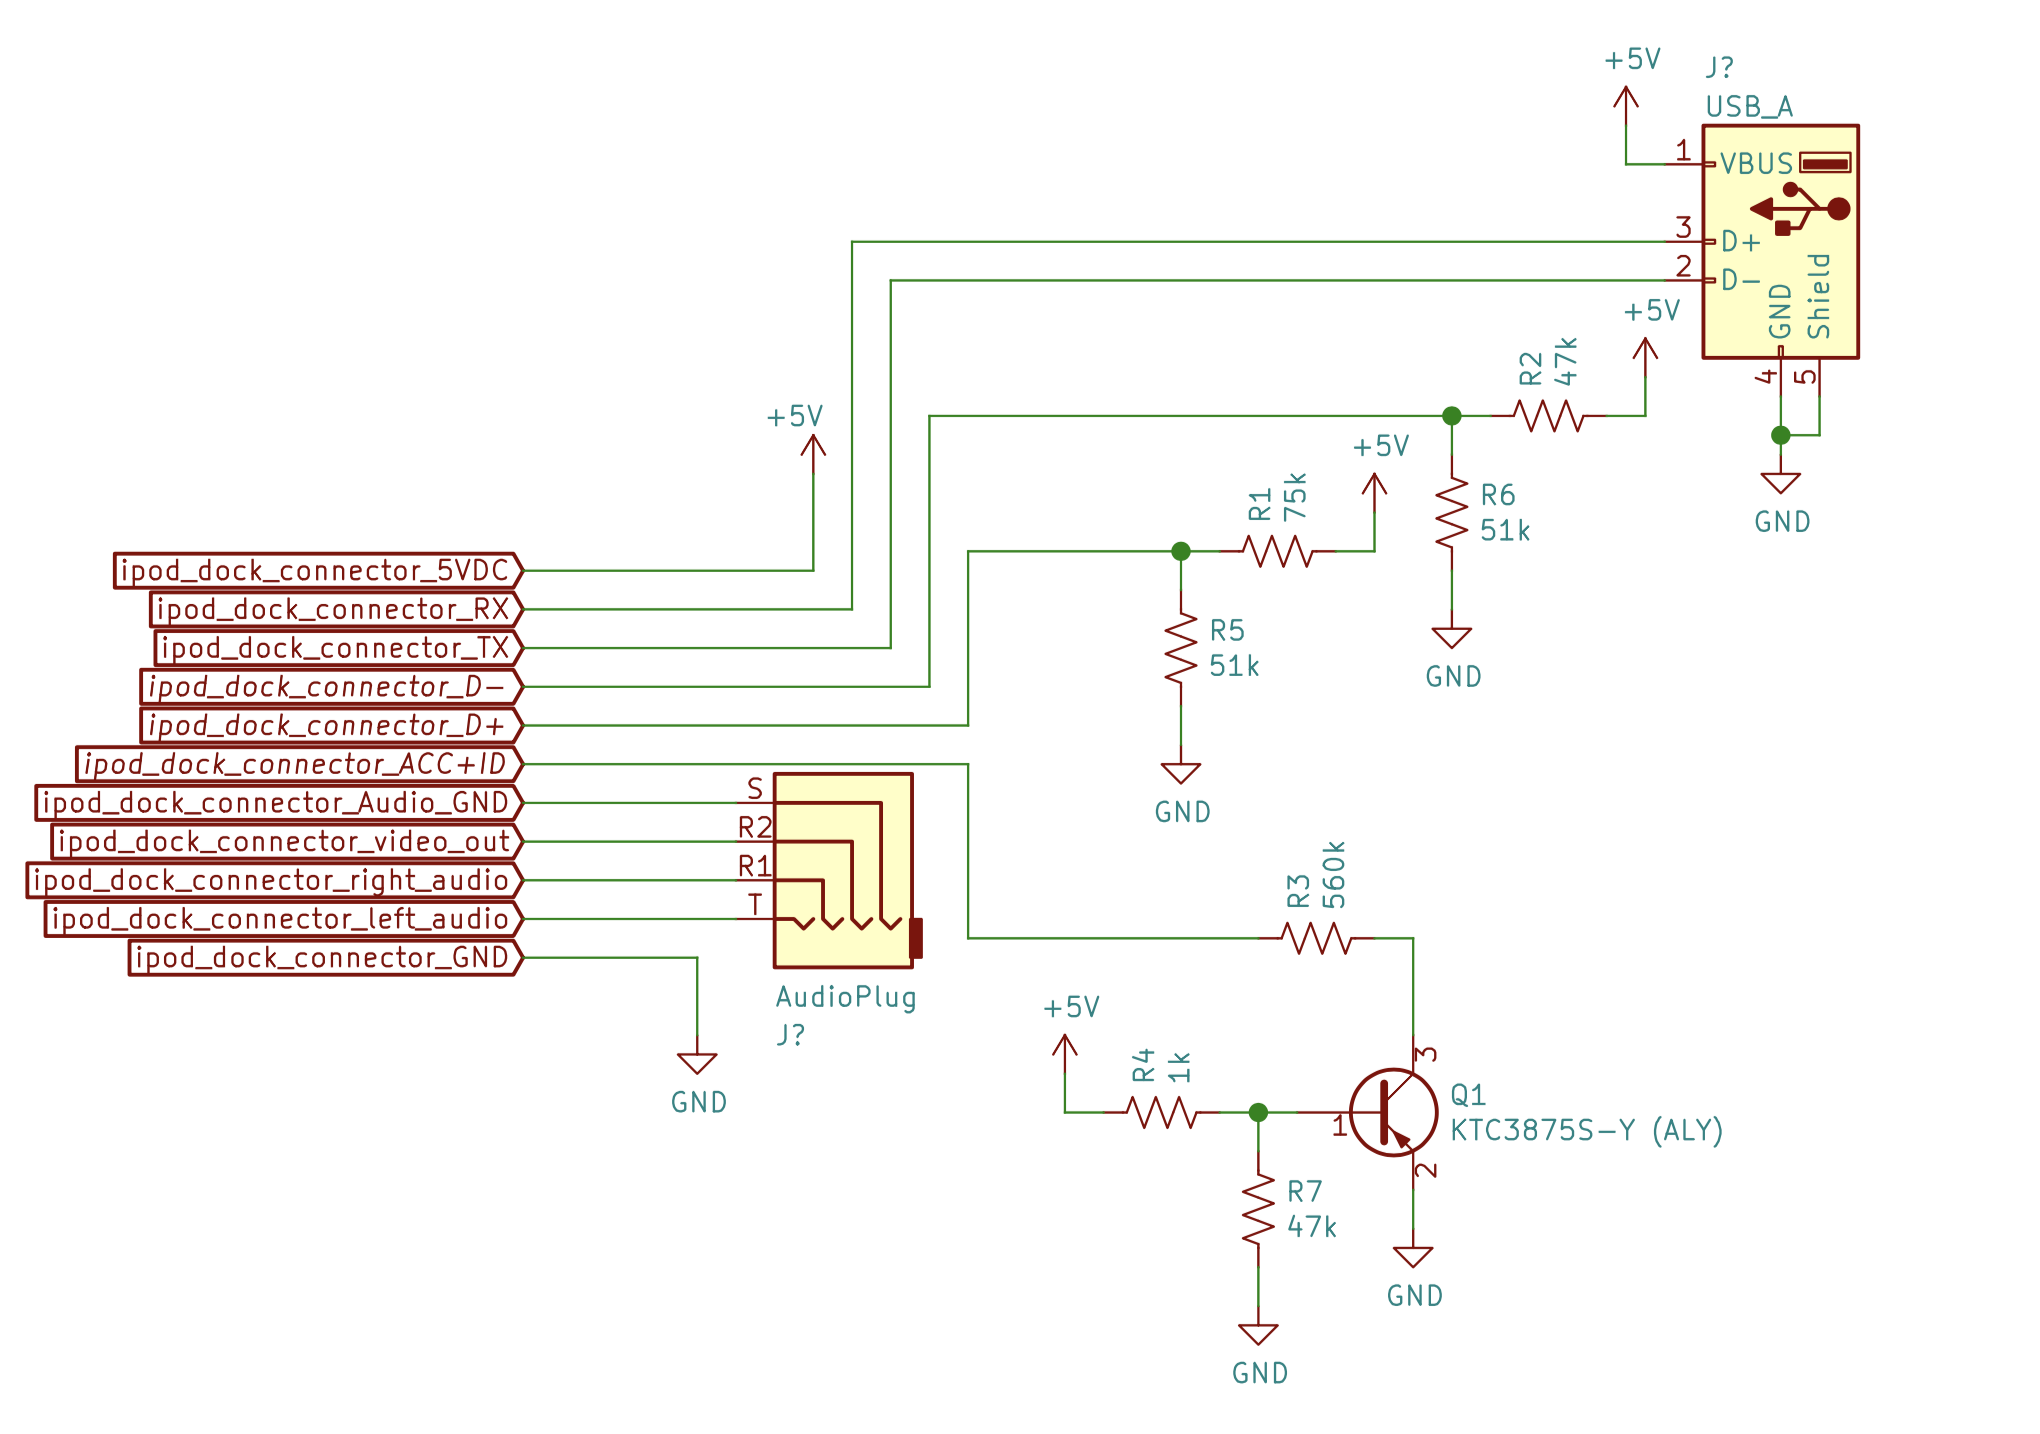 +5V
J?
USB_A
1
VBUS
3
D+
2
D-
GND
Shield
4
5
GND
+5V
R2
47k
R6
51k
GND
+5V
R1
75k
R5
51k
GND
+5V
ipod_dock_connector_5VDC
ipod_dock_connector_RX
ipod_dock_connector_TX
ipod_dock_connector_D-
ipod_dock_connector_D+
ipod_dock_connector_ACC+ID
ipod_dock_connector_Audio_GND
ipod_dock_connector_video_out
ipod_dock_connector_right_audio
ipod_dock_connector_left_audio
ipod_dock_connector_GND
S
R2
R1
T
AudioPlug
J?
GND
R3
560k
+5V
R4
1k
1
3
2
Q1
KTC3875S-Y (ALY)
R7
47k
GND
GND